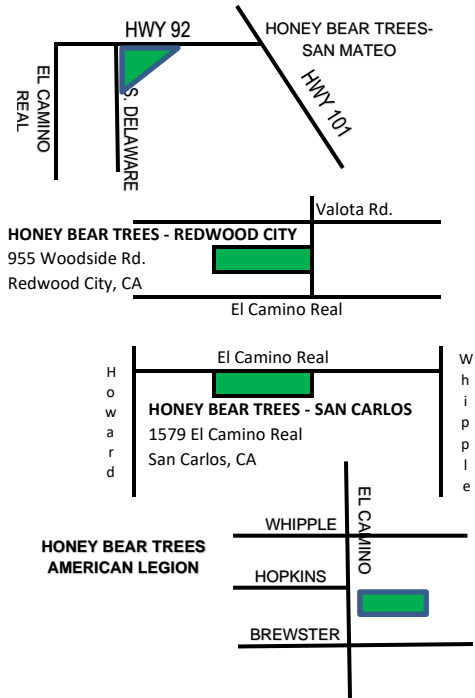 HWY 92
HONEY BEAR TREES-
SAN MATEO
EL CAMINO
REAL
S. DELAWARE
HWY 101
Valota Rd.
HONEY BEAR TREES - REDWOOD CITY
955 Woodside Rd.
Redwood City, CA
El Camino Real
El Camino Real
Howard
Whipple
HONEY BEAR TREES - SAN CARLOS
1579 El Camino Real
San Carlos, CA
EL CAMINO
WHIPPLE
HONEY BEAR TREES
AMERICAN LEGION
HOPKINS
BREWSTER